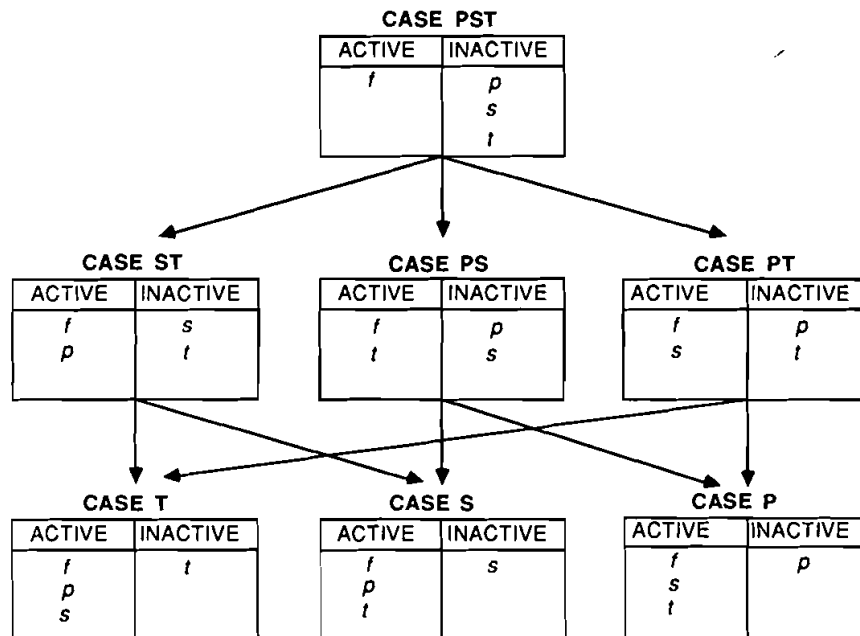 CASE PST
ACTIVE INACTIVE
f p
s
t
CASE ST CASE PS CASE PT
ACTIVE INACTIVE ACTIVE INACTIVE ACTIVE INACTIVE
f s f p f p
p t t s s t
CASE T CASE S CASE P
ACTIVE INACTIVE ACTIVE INACTIVE ACTIVE INACTIVE
f t f s f p
p p s
s t t